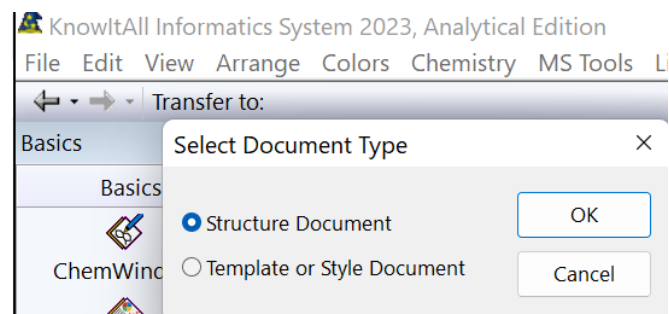 KnowItAll Informatics System 2023, Analytical Edition
File Edit View Arrange Colors Chemistry MS Tools
Transfer to:
Basics
Select Document Type
Basics
Structure Document
OK
ChemWind
Template or Style Document
Cancel